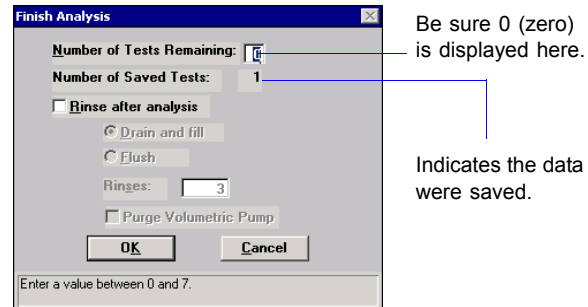 Finish Analysis
Number of Tests Remaining: 0
Number of Saved Tests: 1
Rinse after analysis
Drain and fill
Flush
Rinses: 3
Purge Volumetric Pump
OK Cancel
Enter a value between 0 and 7.
Be sure 0 (zero)
is displayed here.
Indicates the data
were saved.